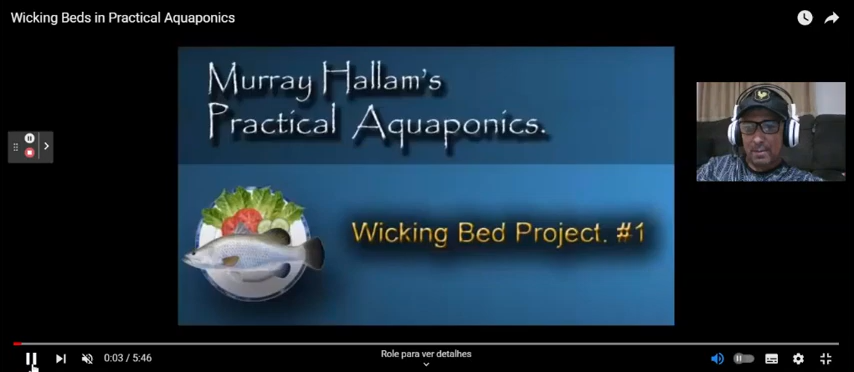 Wicking Beds in Practical Aquaponics
Murray Hallam's
Practical Aquaponics.
Wicking Bed Project. #1
0:03 / 5:46
Role para ver detalhes